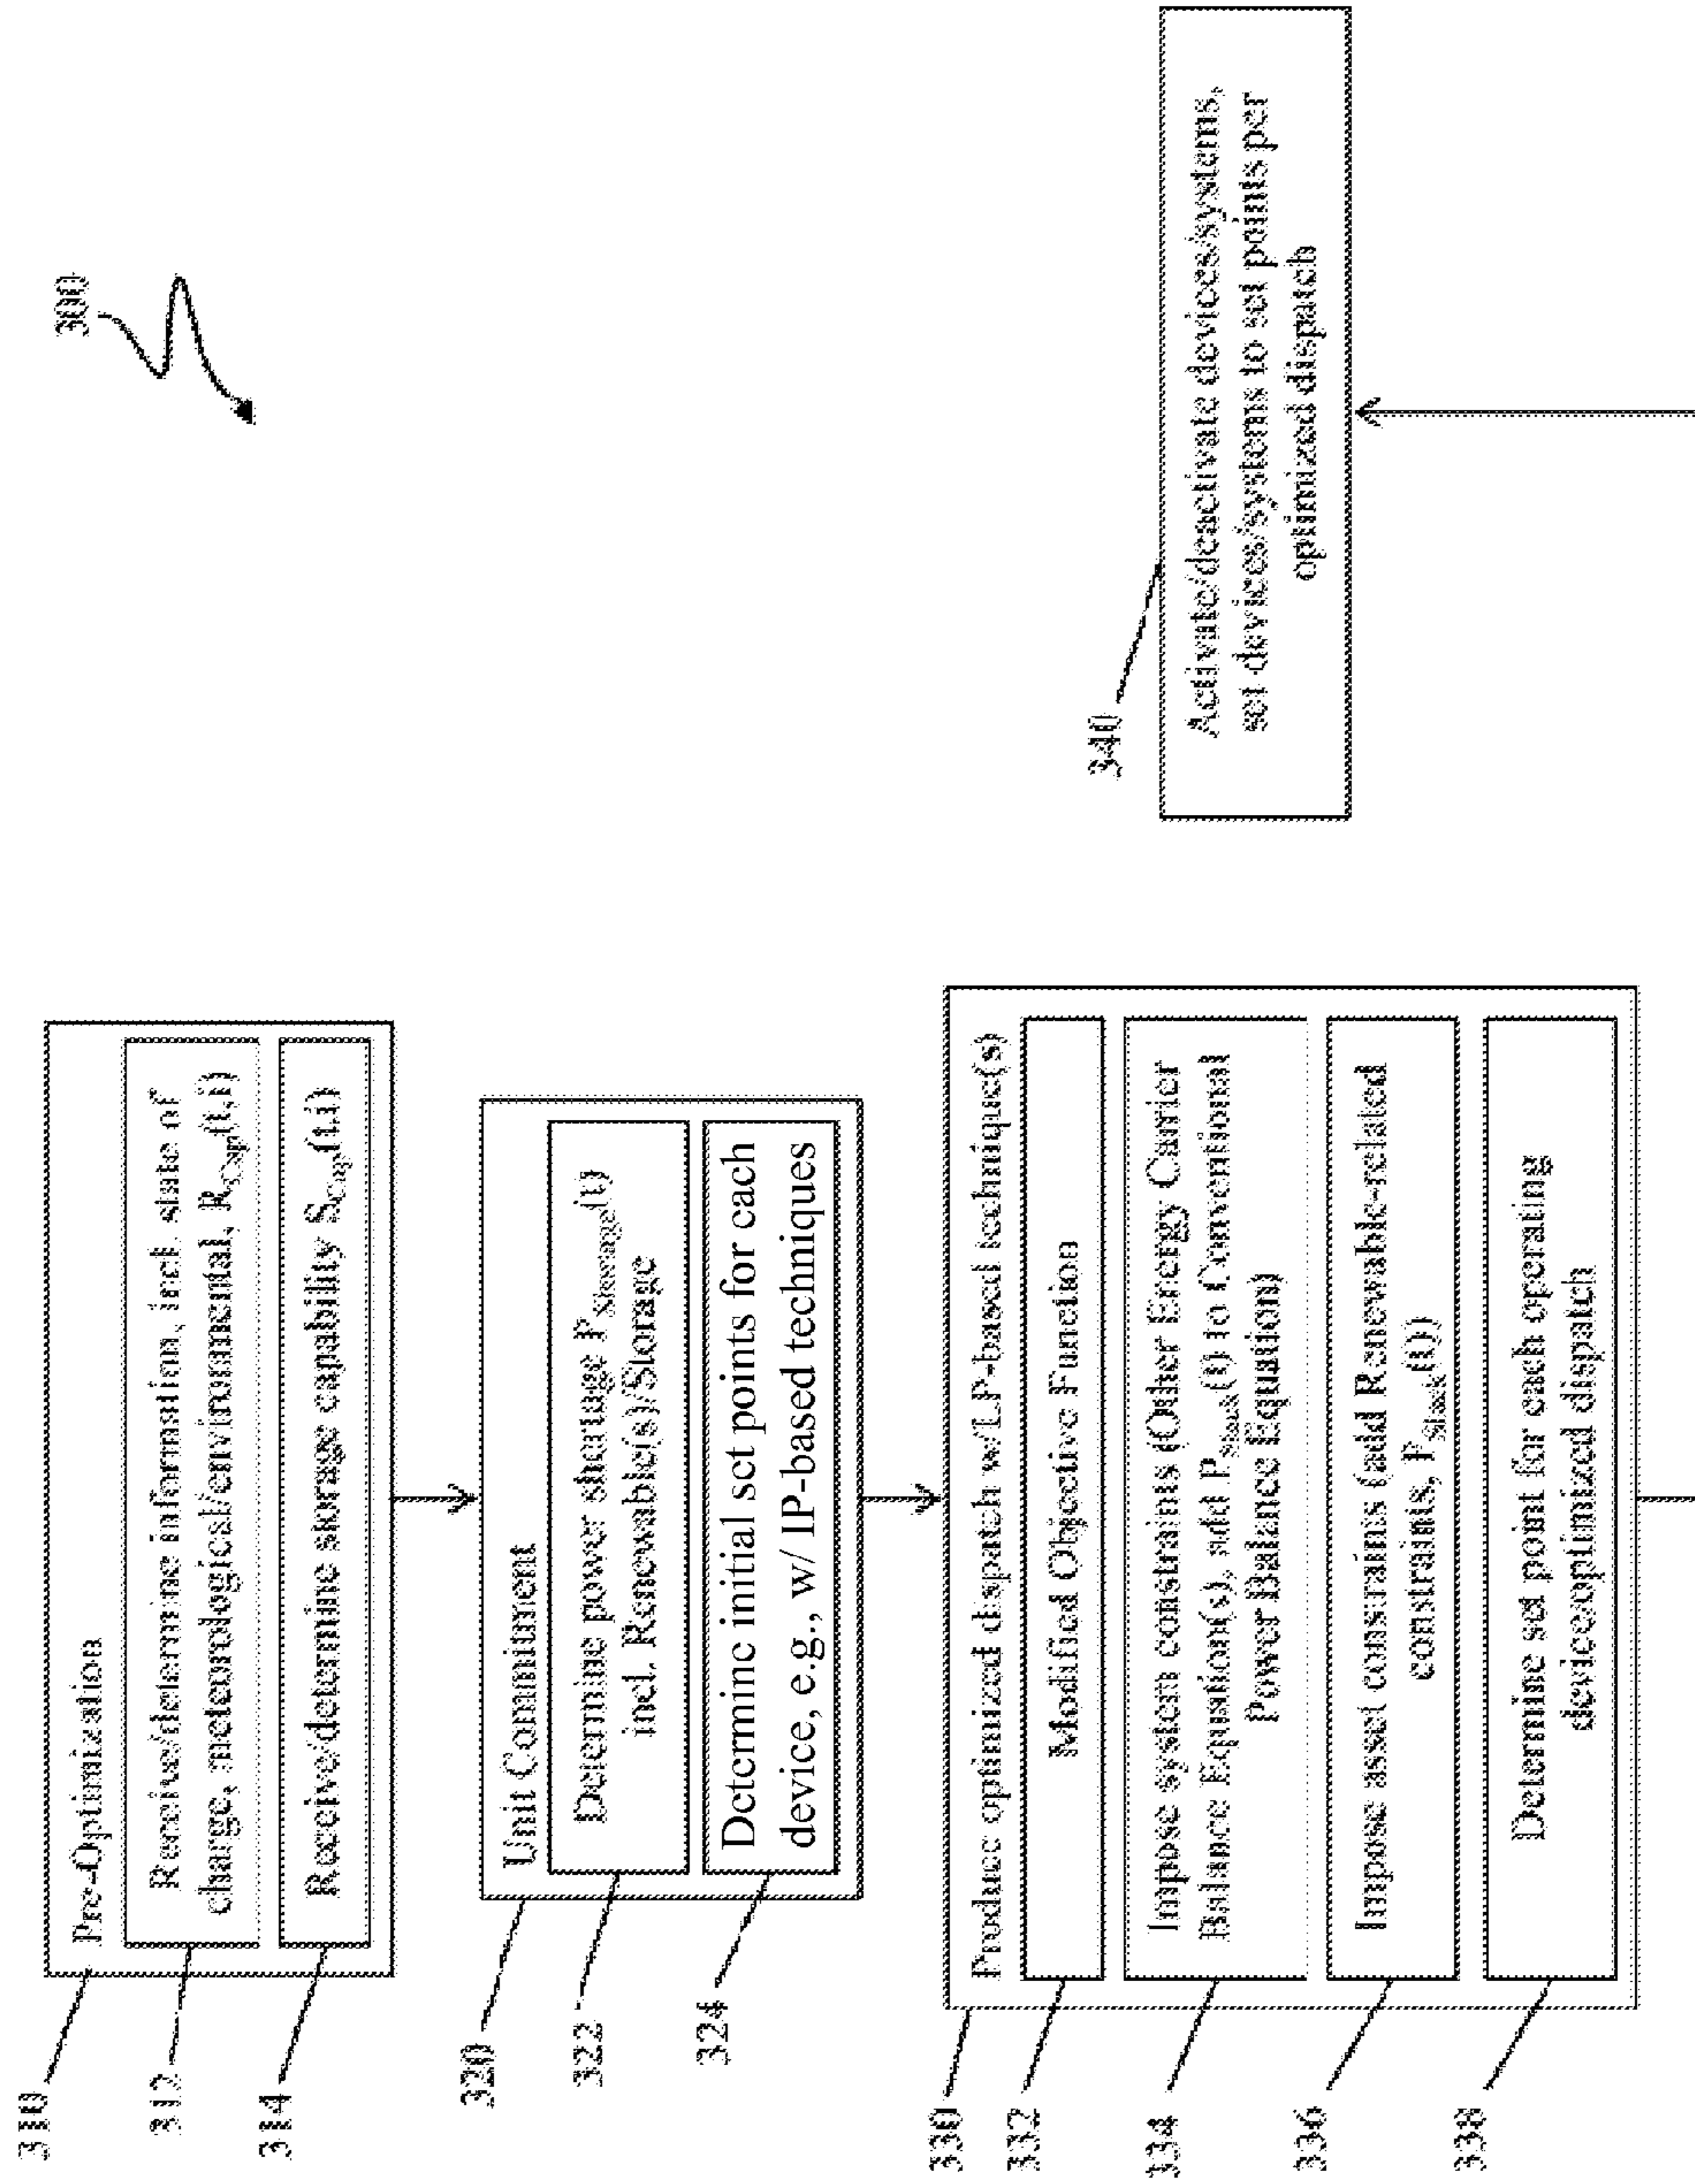 300
310
Pre-Optimization
312
Receive/determine information, incl. state of
charge, meteorological/environmental, R_Cap(t,i)
314
Receive/determine storage capability S_Cap(t,i)
320
Unit Commitment
322
Determine power shortage P_Shortage(t)
incl. Renewable(s)/Storage
324
Determine initial set points for each
device, e.g., w/ IP-based techniques
330
Produce optimized dispatch w/LP-based technique(s)
332
Modified Objective Function
334
Impose system constrains (Other Energy Carrier
Balance Equation(s), add P_Slack(t) to Conventional
Power Balance Equation)
336
Impose asset constrains (add Renewable-related
constrains, P_Slack(t))
338
Determine set point for each operating
device/optimized dispatch
340
Activate/deactivate devices/systems,
set devices/systems to set points per
optimized dispatch